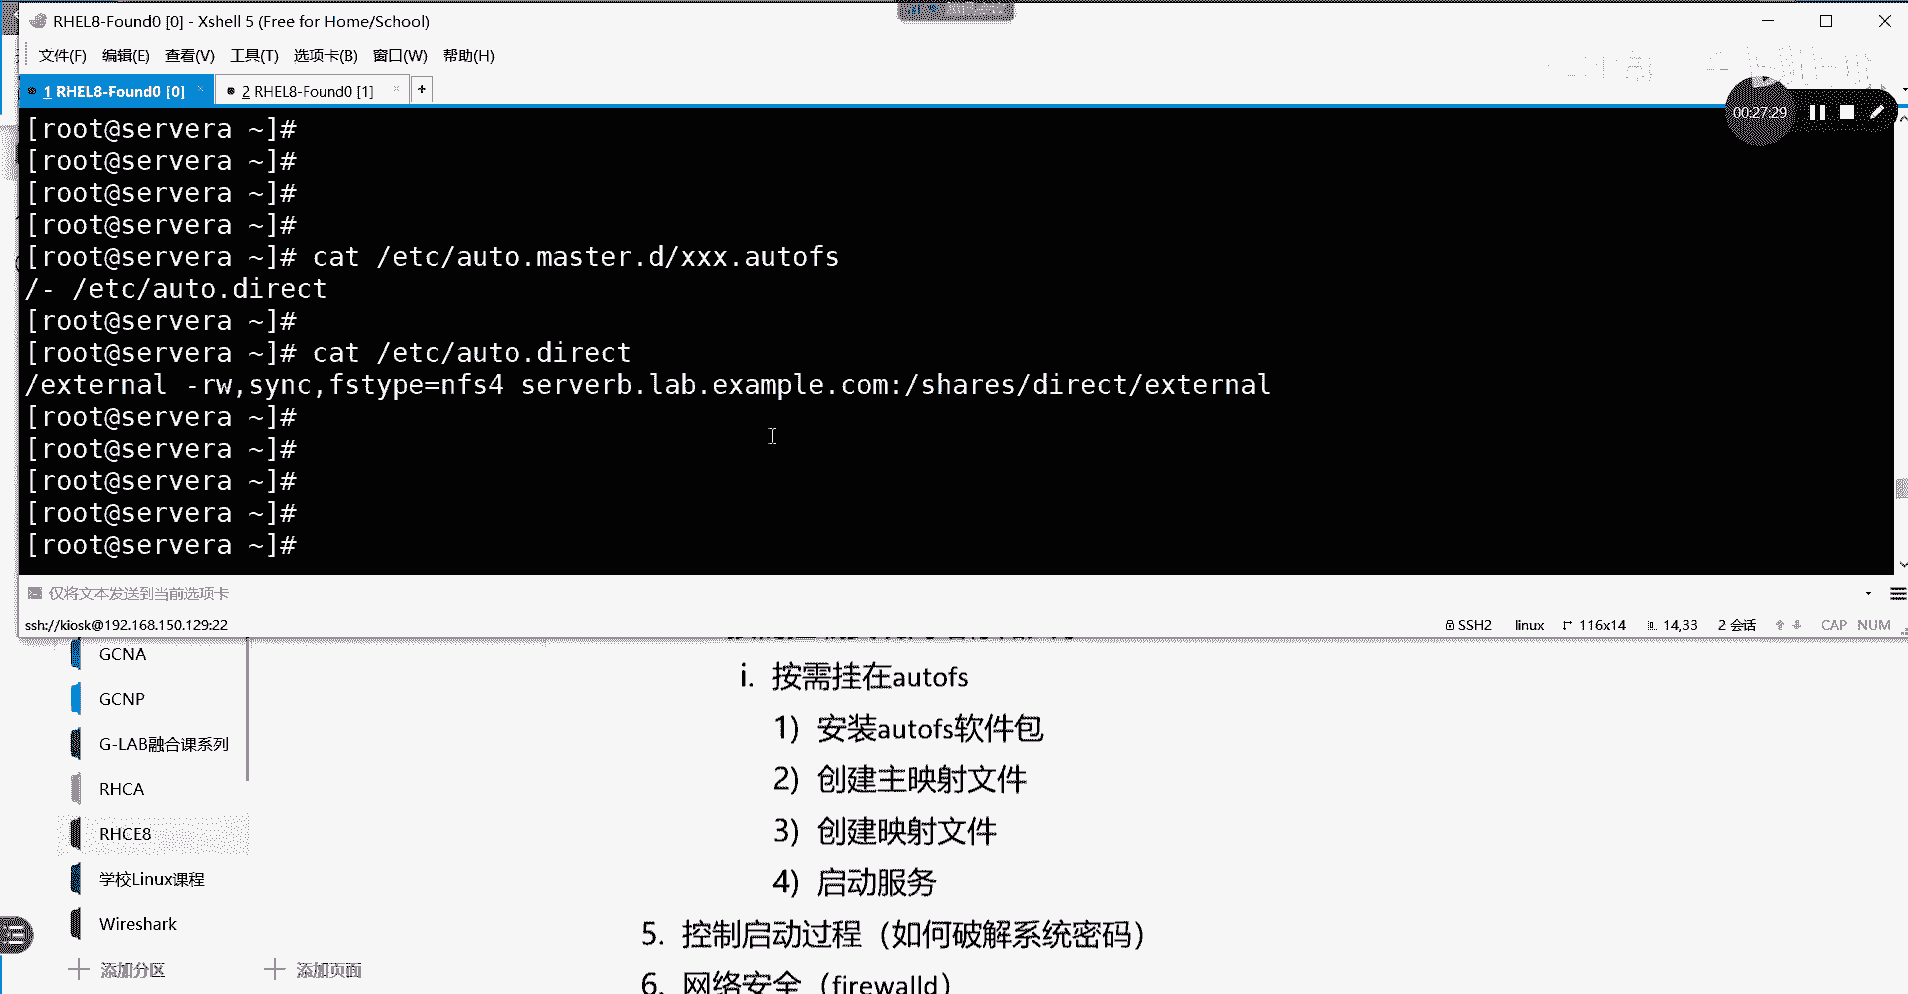 RHEL8-Found0 [0] - Xshell 5 (Free for Home/School)
文件(F) 编辑(E) 查看(V) 工具(T) 选项卡(B) 窗口(W) 帮助(H)
1 RHEL8-Found0 [0] × 2 RHEL8-Found0 [1] × +
00:27:29
[root@servera ~]#
[root@servera ~]#
[root@servera ~]#
[root@servera ~]#
[root@servera ~]# cat /etc/auto.master.d/xxx.autofs
/- /etc/auto.direct
[root@servera ~]#
[root@servera ~]# cat /etc/auto.direct
/external -rw,sync,fstype=nfs4 serverb.lab.example.com:/shares/direct/external
[root@servera ~]#
[root@servera ~]#
[root@servera ~]#
[root@servera ~]#
[root@servera ~]#
仅将文本发送到当前选项卡
ssh://kiosk@192.168.150.129:22 SSH2 linux 116x14 14,33 2 会话 CAP NUM
GCNA
GCNP
G-LAB融合课系列
RHCA
RHCE8
学校Linux课程
Wireshark
添加分区 添加页面
i. 按需挂在autofs
1) 安装autofs软件包
2) 创建主映射文件
3) 创建映射文件
4) 启动服务
5. 控制启动过程（如何破解系统密码）
6. 网络安全（firewalld）